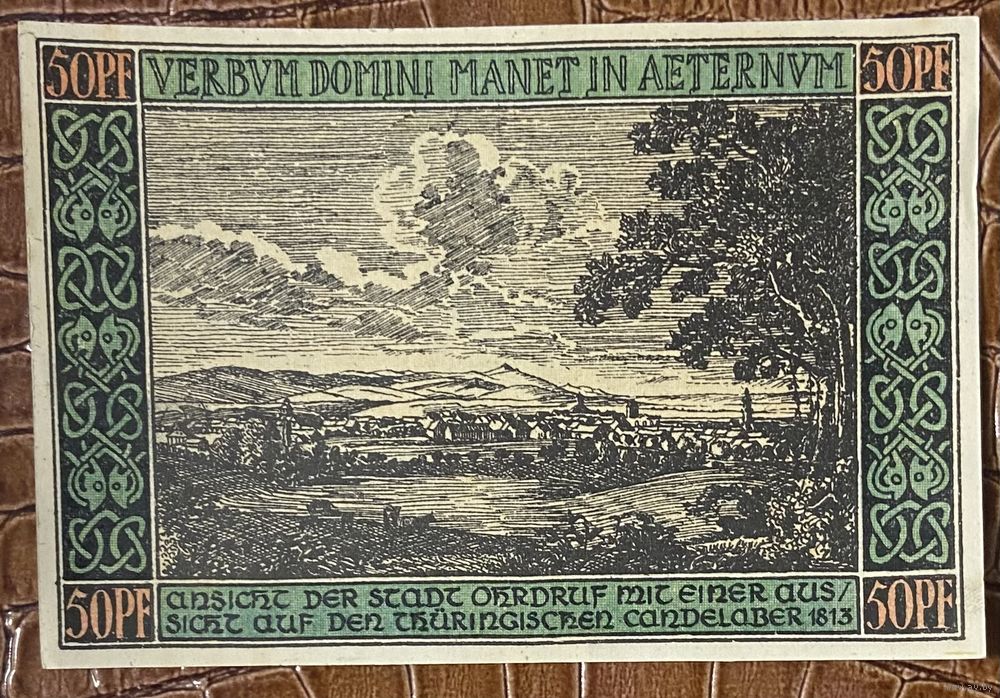 50PF VERBVM DOMINI MANET IN AETERNVM 50PF
50PF ANSICHT DER STADT OHRDRUF MIT EINER AUS/ 50PF
SICHT AUF DEN THÜRINGISCHEN CANDELABER 1813